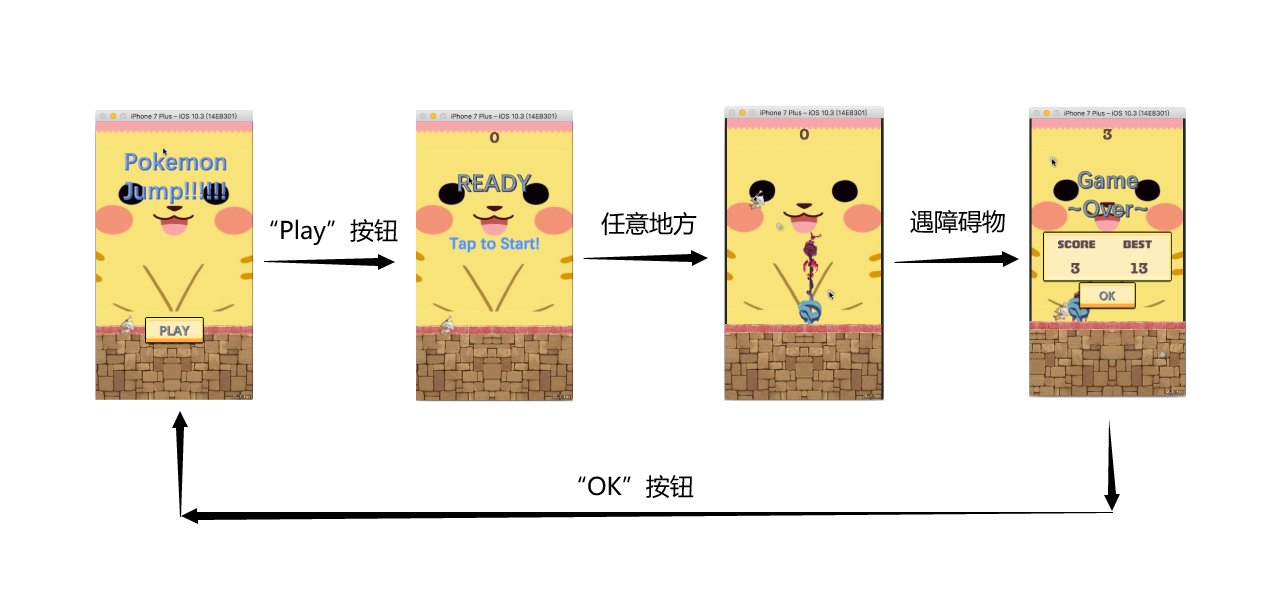 iPhone 7 Plus – iOS 10.3 (14E8301)
Pokemon
Jump!!!!!!
PLAY
“Play” 按钮
iPhone 7 Plus – iOS 10.3 (14E8301)
0
READY
Tap to Start!
任意地方
iPhone 7 Plus – iOS 10.3 (14E8301)
0
遇障碍物
iPhone 7 Plus – iOS 10.3 (14E8301)
3
Game
~Over~
SCORE BEST
3 13
OK
“OK” 按钮